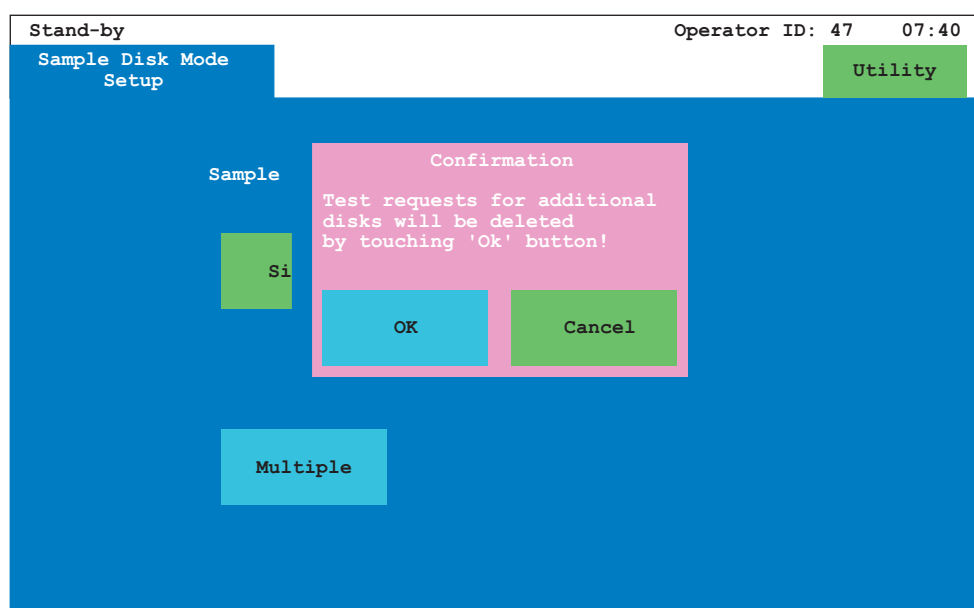 Stand-by
Operator ID: 47 07:40
Sample Disk Mode
Setup
Utility
Sample
Confirmation
Test requests for additional
disks will be deleted
by touching 'Ok' button!
Si
OK
Cancel
Multiple